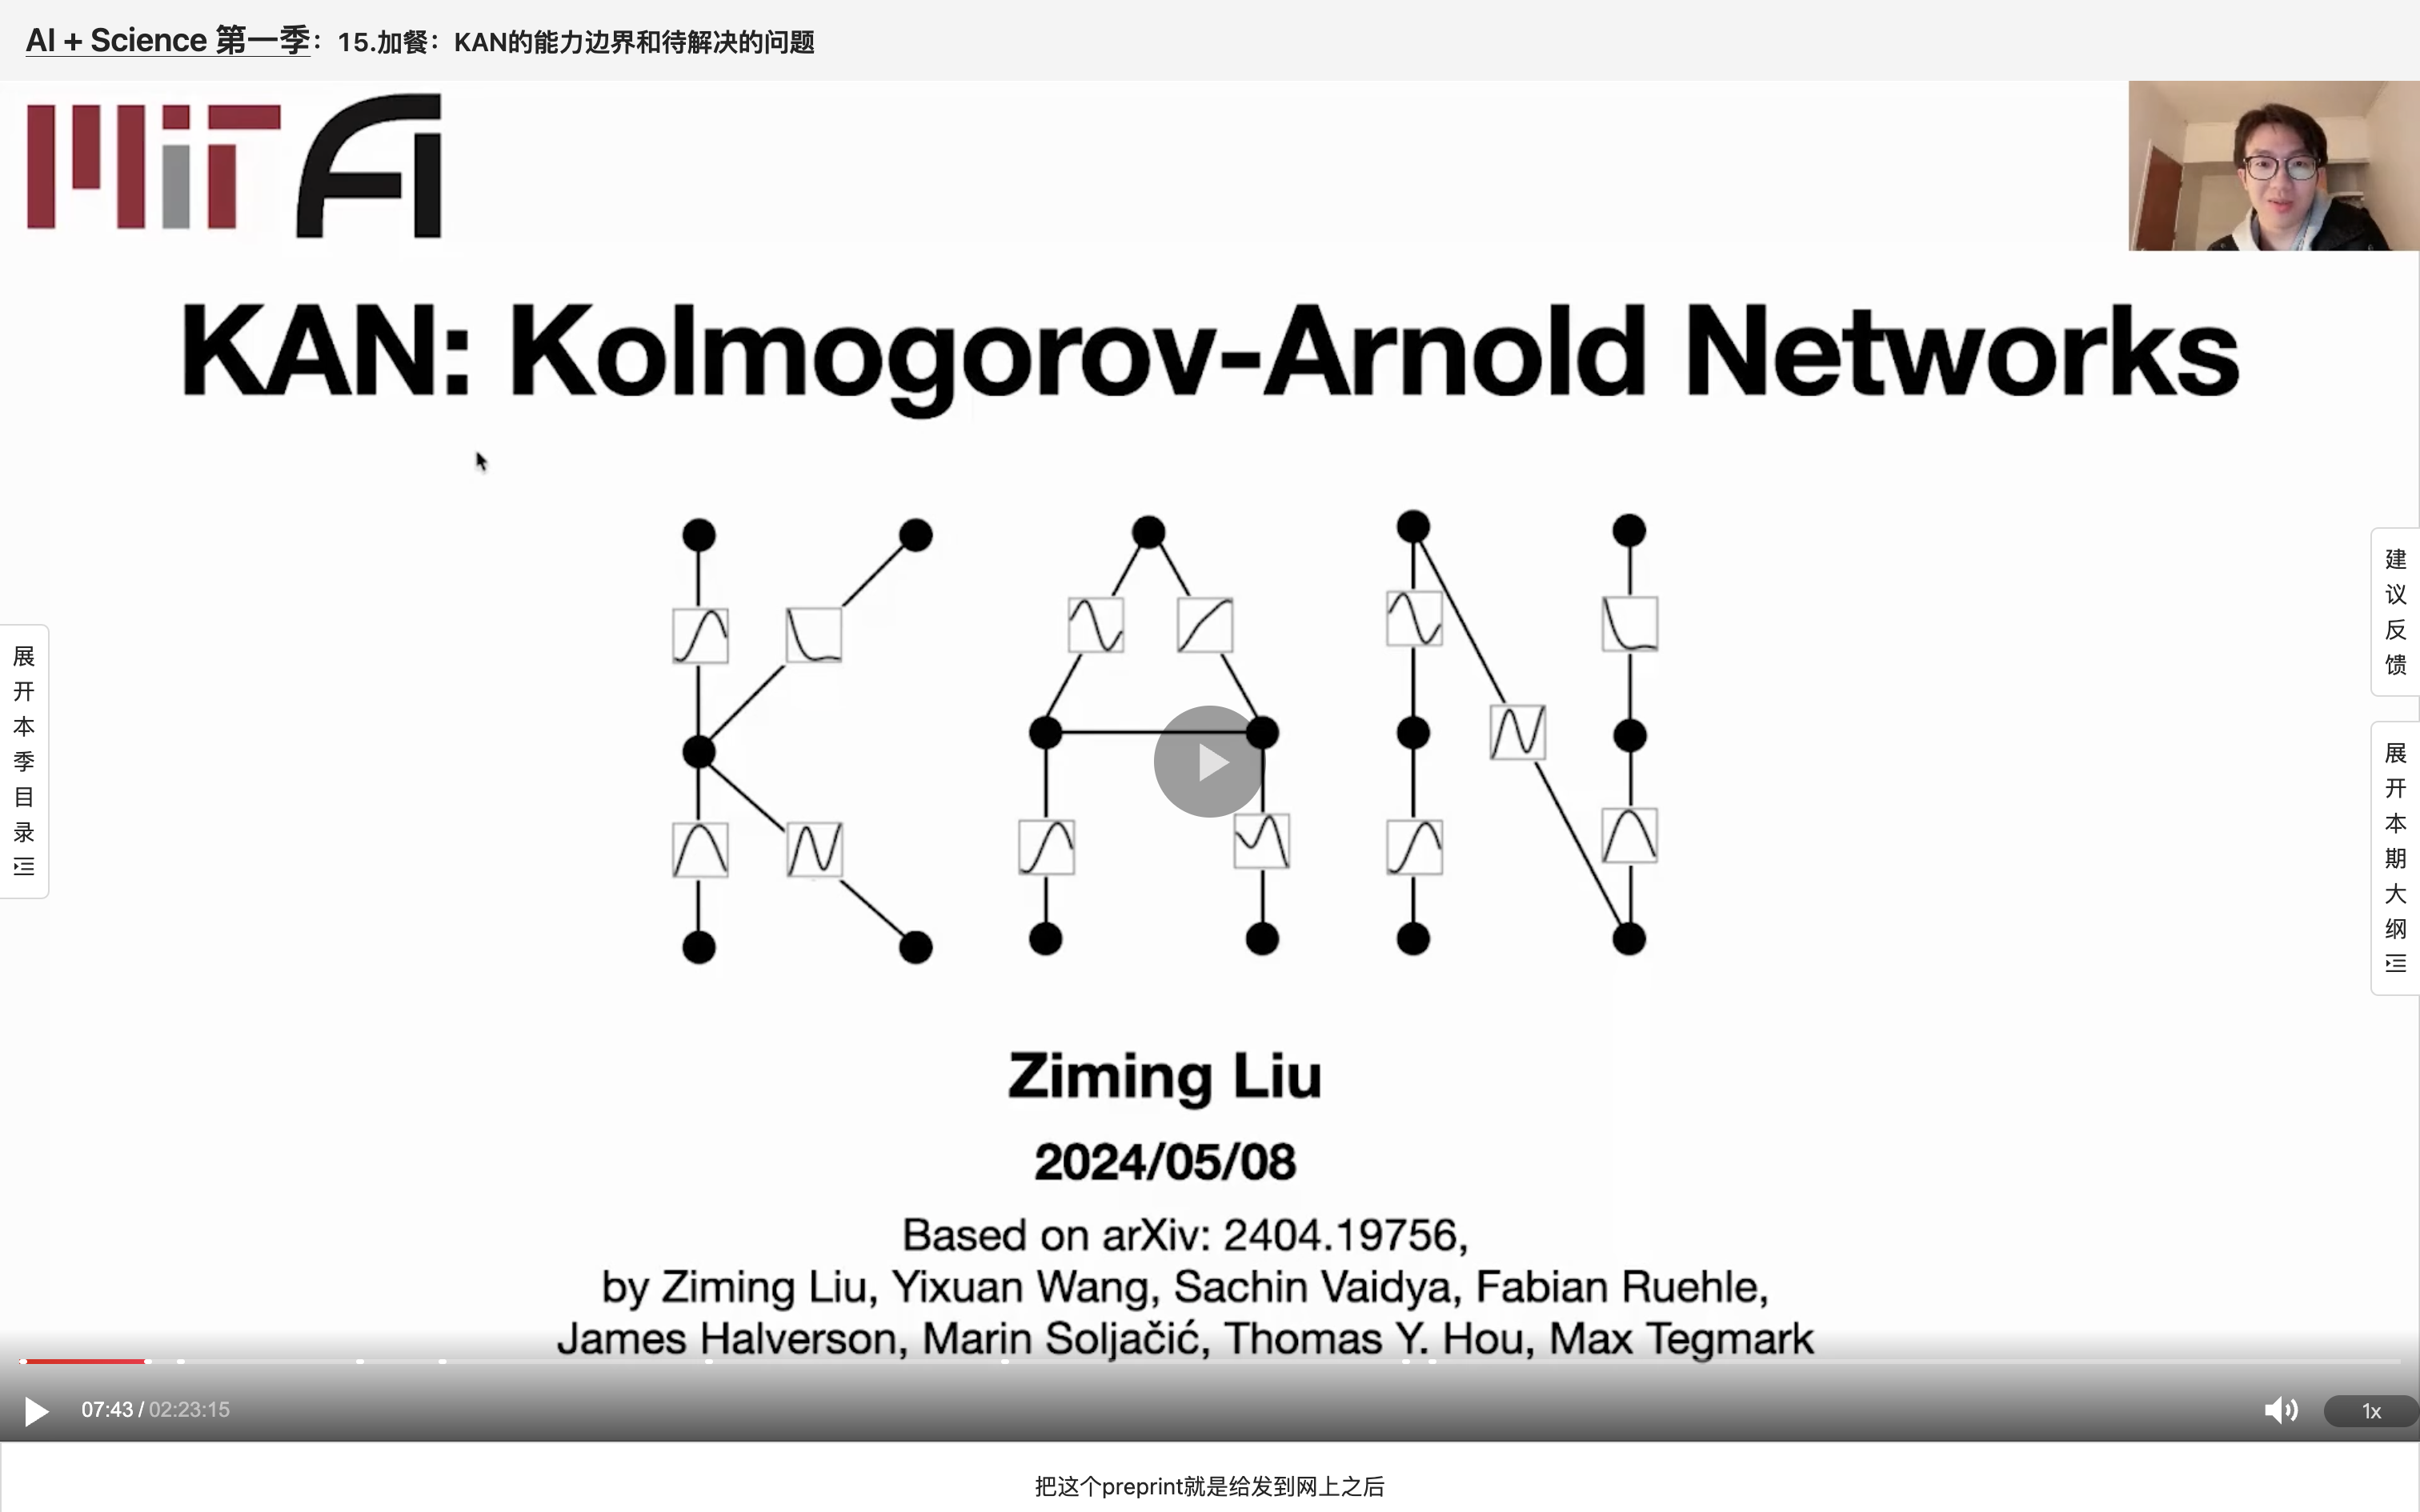 AI + Science 第一季：15.加餐：KAN的能力边界和待解决的问题
MiT Ai
KAN: Kolmogorov-Arnold Networks
展开本季目录
建议反馈
展开本期大纲
Ziming Liu
2024/05/08
Based on arXiv: 2404.19756,
by Ziming Liu, Yixuan Wang, Sachin Vaidya, Fabian Ruehle,
James Halverson, Marin Soljačić, Thomas Y. Hou, Max Tegmark
07:43 / 02:23:15
1x
把这个preprint就是给发到网上之后